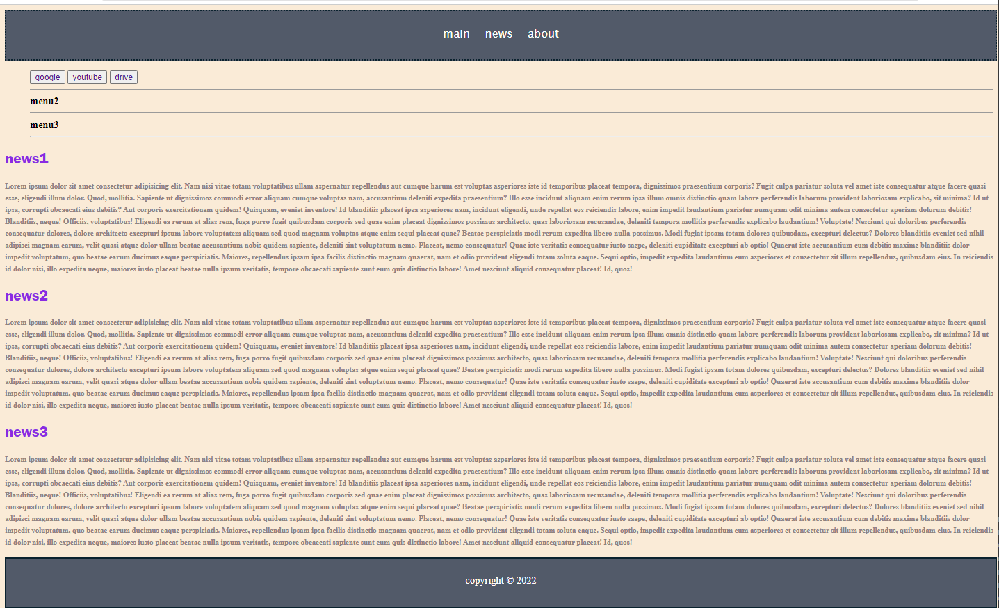 main news about
google youtube drive
menu2
menu3
news1
Lorem ipsum dolor sit amet consectetur adipisicing elit. Nam nisi vitae totam voluptatibus ullam aspernatur repellendus aut cumque harum est voluptas asperiores iste id temporibus placeat tempora, dignissimos praesentium corporis? Fugit culpa pariatur soluta vel amet iste consequatur atque facere quasi
esse, eligendi illum dolor. Quod, mollitia. Sapiente ut dignissimos commodi error aliquam cumque voluptates nam, accusantium deleniti expedita praesentium? Illo esse incidunt aliquam enim rerum ipsa illum omnis distinctio quam labore perferendis laborum provident laboriosam explicabo, sit minima? Id ut
ipsa, corrupti obcaecati eius debitis? Aut corporis exercitationem quidem! Quisquam, eveniet inventore! Id blanditiis placeat ipsa asperiores nam, incidunt eligendi, unde repellat eos reiciendis labore, enim impedit laudantium pariatur numquam odit minima autem consectetur aperiam dolorum debitis!
Blanditiis, neque! Officiis, voluptatibus! Eligendi ea rerum at alias rem, fuga porro fugit quibusdam corporis sed quae enim placeat dignissimos possimus architecto, quas laboriosam recusandae, deleniti tempora mollitia perferendis explicabo laudantium! Voluptate! Nesciunt qui doloribus perferendis
consequatur dolores, dolore architecto excepturi ipsum labore voluptatem aliquam sed quod magnam voluptas atque enim sequi placeat quae? Beatae perspiciatis modi rerum expedita libero nulla possimus. Modi fugiat ipsam totam dolores quibusdam, excepturi delectus? Dolores blanditiis eveniet sed nihil
adipisci magnam earum, velit quasi atque dolor ullam beatae accusantium nobis quidem sapiente, deleniti sint voluptatum nemo. Placeat, nemo consequatur! Quae iste veritatis consequatur iusto saepe, deleniti cupiditate excepturi ab optio! Quaerat iste accusantium cum debitis maxime blanditiis dolor
impedit voluptatum, quo beatae earum ducimus eaque perspiciatis. Maiores, repellendus ipsam ipsa facilis distinctio magnam quaerat, nam et odio provident eligendi totam soluta eaque. Sequi optio, impedit expedita laudantium eum asperiores et consectetur sit illum repellendus, quibusdam eius. In reiciendis
id dolor nisi, illo expedita neque, maiores iusto placeat beatae nulla ipsum veritatis, tempore obcaecati sapiente sunt eum quis distinctio labore! Amet nesciunt aliquid consequatur placeat! Id, quos!
news2
Lorem ipsum dolor sit amet consectetur adipisicing elit. Nam nisi vitae totam voluptatibus ullam aspernatur repellendus aut cumque harum est voluptas asperiores iste id temporibus placeat tempora, dignissimos praesentium corporis? Fugit culpa pariatur soluta vel amet iste consequatur atque facere quasi
esse, eligendi illum dolor. Quod, mollitia. Sapiente ut dignissimos commodi error aliquam cumque voluptates nam, accusantium deleniti expedita praesentium? Illo esse incidunt aliquam enim rerum ipsa illum omnis distinctio quam labore perferendis laborum provident laboriosam explicabo, sit minima? Id ut
ipsa, corrupti obcaecati eius debitis? Aut corporis exercitationem quidem! Quisquam, eveniet inventore! Id blanditiis placeat ipsa asperiores nam, incidunt eligendi, unde repellat eos reiciendis labore, enim impedit laudantium pariatur numquam odit minima autem consectetur aperiam dolorum debitis!
Blanditiis, neque! Officiis, voluptatibus! Eligendi ea rerum at alias rem, fuga porro fugit quibusdam corporis sed quae enim placeat dignissimos possimus architecto, quas laboriosam recusandae, deleniti tempora mollitia perferendis explicabo laudantium! Voluptate! Nesciunt qui doloribus perferendis
consequatur dolores, dolore architecto excepturi ipsum labore voluptatem aliquam sed quod magnam voluptas atque enim sequi placeat quae? Beatae perspiciatis modi rerum expedita libero nulla possimus. Modi fugiat ipsam totam dolores quibusdam, excepturi delectus? Dolores blanditiis eveniet sed nihil
adipisci magnam earum, velit quasi atque dolor ullam beatae accusantium nobis quidem sapiente, deleniti sint voluptatum nemo. Placeat, nemo consequatur! Quae iste veritatis consequatur iusto saepe, deleniti cupiditate excepturi ab optio! Quaerat iste accusantium cum debitis maxime blanditiis dolor
impedit voluptatum, quo beatae earum ducimus eaque perspiciatis. Maiores, repellendus ipsam ipsa facilis distinctio magnam quaerat, nam et odio provident eligendi totam soluta eaque. Sequi optio, impedit expedita laudantium eum asperiores et consectetur sit illum repellendus, quibusdam eius. In reiciendis
id dolor nisi, illo expedita neque, maiores iusto placeat beatae nulla ipsum veritatis, tempore obcaecati sapiente sunt eum quis distinctio labore! Amet nesciunt aliquid consequatur placeat! Id, quos!
news3
Lorem ipsum dolor sit amet consectetur adipisicing elit. Nam nisi vitae totam voluptatibus ullam aspernatur repellendus aut cumque harum est voluptas asperiores iste id temporibus placeat tempora, dignissimos praesentium corporis? Fugit culpa pariatur soluta vel amet iste consequatur atque facere quasi
esse, eligendi illum dolor. Quod, mollitia. Sapiente ut dignissimos commodi error aliquam cumque voluptates nam, accusantium deleniti expedita praesentium? Illo esse incidunt aliquam enim rerum ipsa illum omnis distinctio quam labore perferendis laborum provident laboriosam explicabo, sit minima? Id ut
ipsa, corrupti obcaecati eius debitis? Aut corporis exercitationem quidem! Quisquam, eveniet inventore! Id blanditiis placeat ipsa asperiores nam, incidunt eligendi, unde repellat eos reiciendis labore, enim impedit laudantium pariatur numquam odit minima autem consectetur aperiam dolorum debitis!
Blanditiis, neque! Officiis, voluptatibus! Eligendi ea rerum at alias rem, fuga porro fugit quibusdam corporis sed quae enim placeat dignissimos possimus architecto, quas laboriosam recusandae, deleniti tempora mollitia perferendis explicabo laudantium! Voluptate! Nesciunt qui doloribus perferendis
consequatur dolores, dolore architecto excepturi ipsum labore voluptatem aliquam sed quod magnam voluptas atque enim sequi placeat quae? Beatae perspiciatis modi rerum expedita libero nulla possimus. Modi fugiat ipsam totam dolores quibusdam, excepturi delectus? Dolores blanditiis eveniet sed nihil
adipisci magnam earum, velit quasi atque dolor ullam beatae accusantium nobis quidem sapiente, deleniti sint voluptatum nemo. Placeat, nemo consequatur! Quae iste veritatis consequatur iusto saepe, deleniti cupiditate excepturi ab optio! Quaerat iste accusantium cum debitis maxime blanditiis dolor
impedit voluptatum, quo beatae earum ducimus eaque perspiciatis. Maiores, repellendus ipsam ipsa facilis distinctio magnam quaerat, nam et odio provident eligendi totam soluta eaque. Sequi optio, impedit expedita laudantium eum asperiores et consectetur sit illum repellendus, quibusdam eius. In reiciendis
id dolor nisi, illo expedita neque, maiores iusto placeat beatae nulla ipsum veritatis, tempore obcaecati sapiente sunt eum quis distinctio labore! Amet nesciunt aliquid consequatur placeat! Id, quos!
copyright © 2022